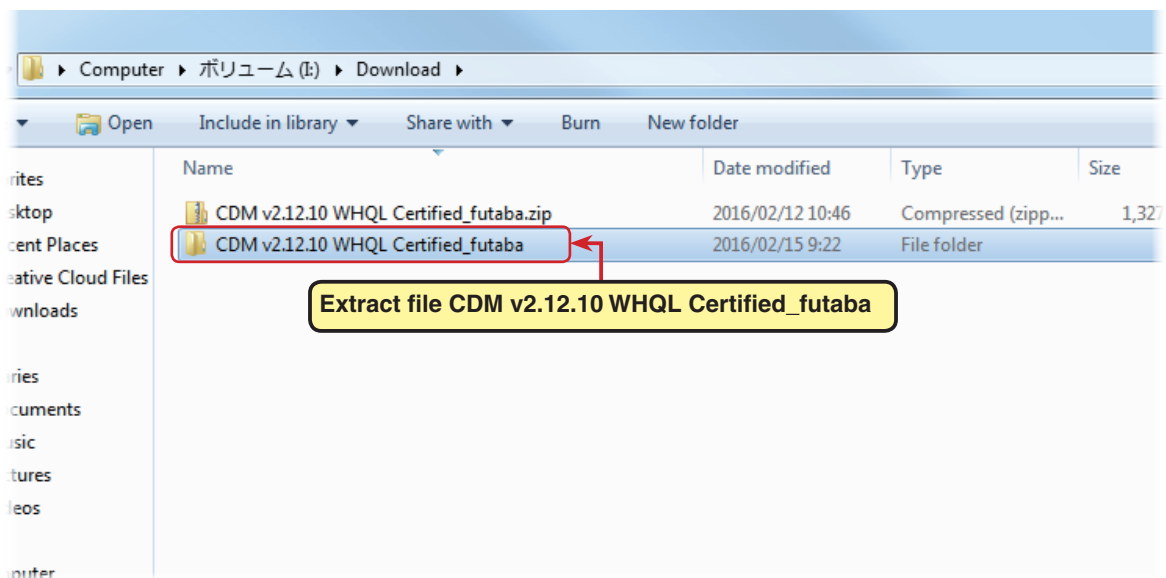 Computer ▸ ボリューム (I:) ▸ Download ▸
Open Include in library ▼ Share with ▼ Burn New folder
Name Date modified Type Size
rites
sktop
CDM v2.12.10 WHQL Certified_futaba.zip 2016/02/12 10:46 Compressed (zipp... 1,327
cent Places
CDM v2.12.10 WHQL Certified_futaba 2016/02/15 9:22 File folder
eative Cloud Files
wnloads
Extract file CDM v2.12.10 WHQL Certified_futaba
ries
cuments
usic
tures
deos
puter